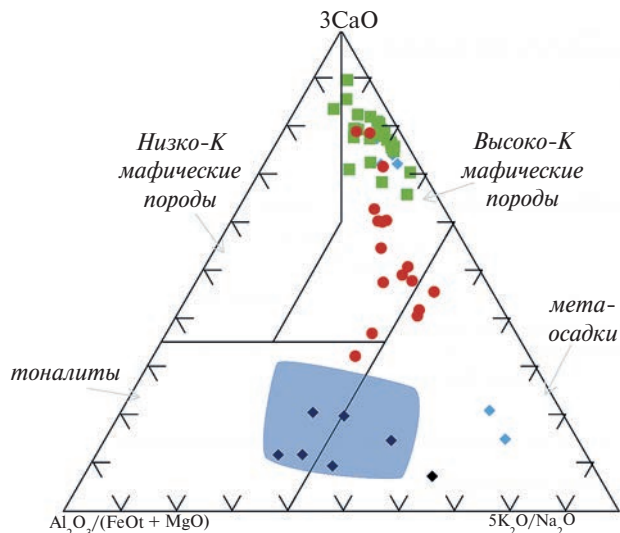 3CaO
Низко-К
мафические
породы
Высоко-К
мафические
породы
мета-
осадки
тоналиты
Al₂O₃/(FeOt + MgO)
5K₂O/Na₂O